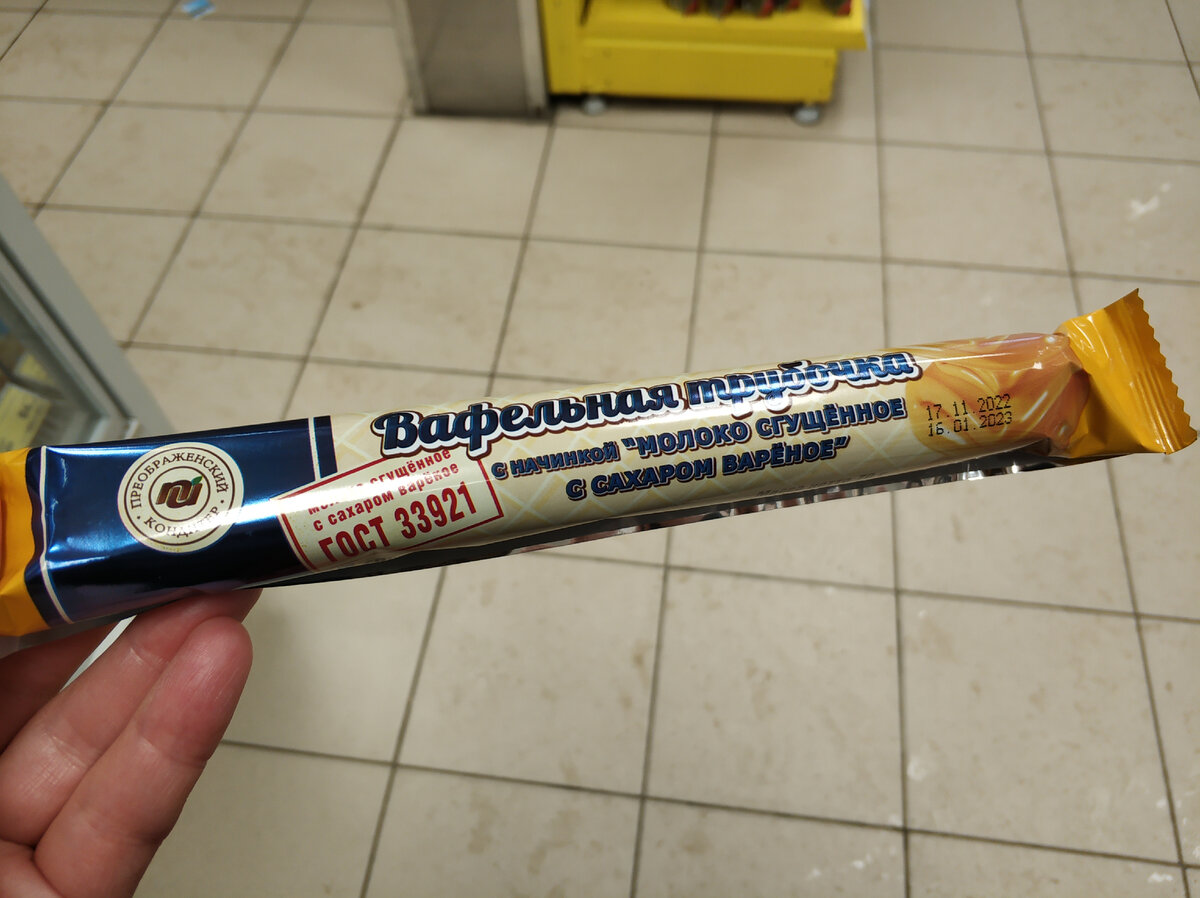 ПРЕОБРАЖЕНСКИЙ
КОНДИТЕР
Вафельная трубочка
с начинкой "МОЛОКО СГУЩЁННОЕ
С САХАРОМ ВАРЁНОЕ"
сгущённое
с сахаром варёное
ГОСТ 33921
17.11.2022
16.01.2023